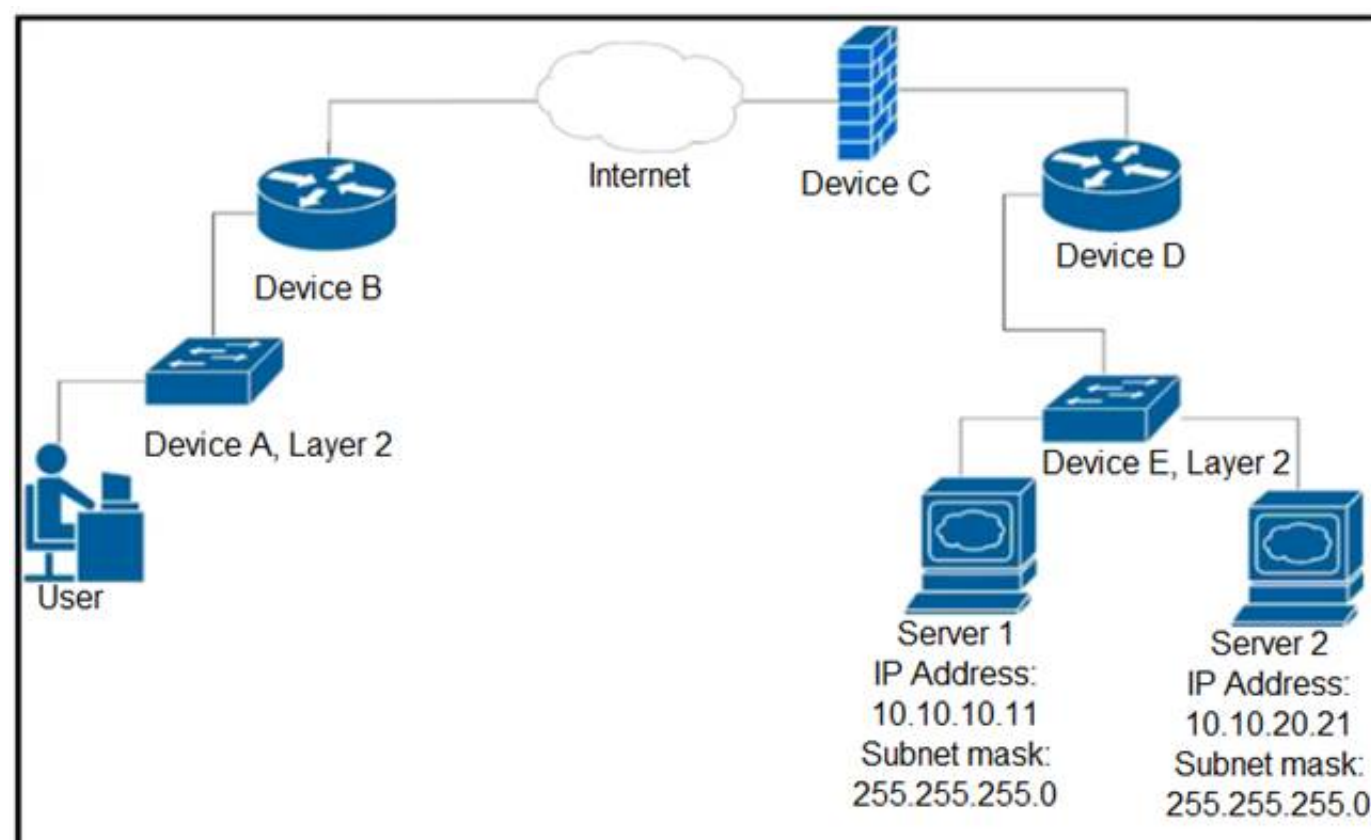 Internet
Device C
Device D
Device B
Device A, Layer 2
Device E, Layer 2
User
Server 1
IP Address:
10.10.10.11
Subnet mask:
255.255.255.0
Server 2
IP Address:
10.10.20.21
Subnet mask:
255.255.255.0